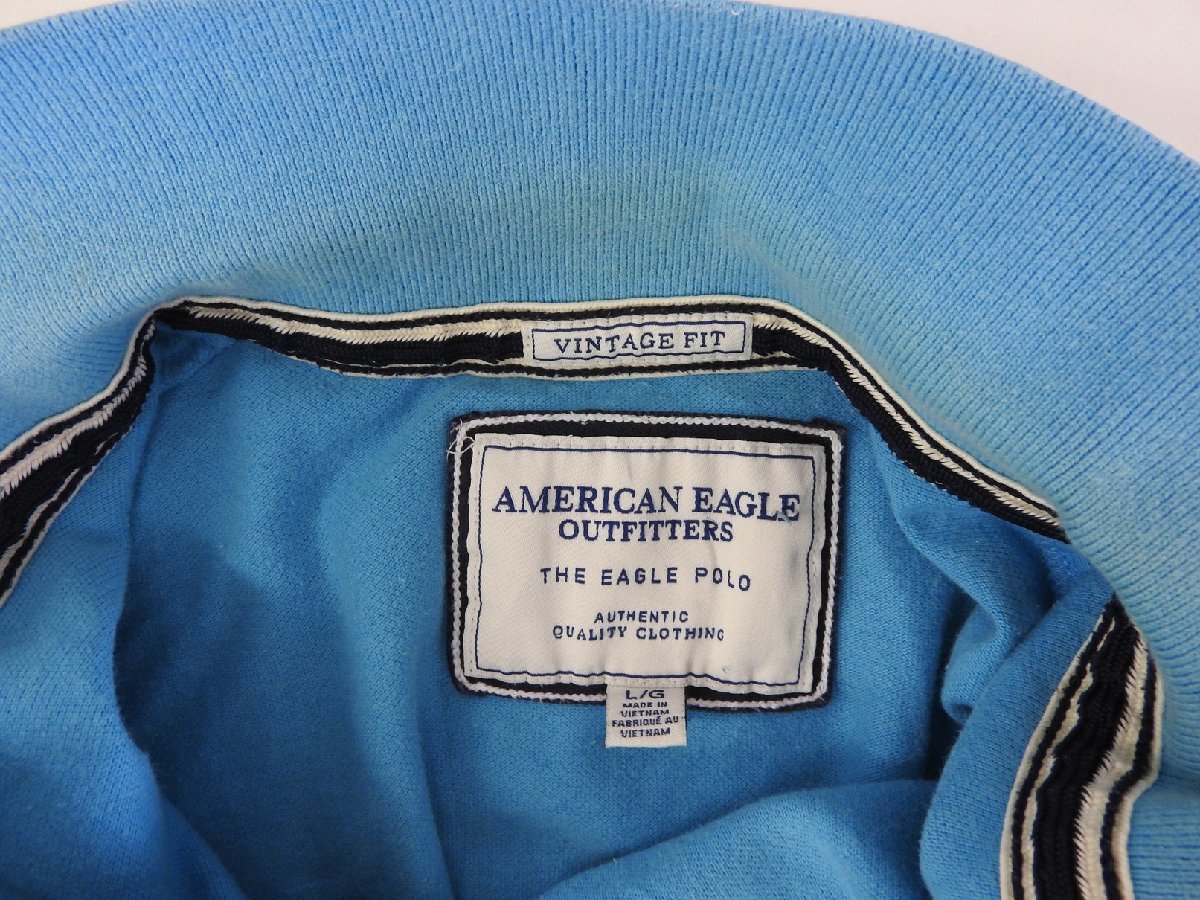 VINTAGE FIT
AMERICAN EAGLE
OUTFITTERS
THE EAGLE POLO
AUTHENTIC
QUALITY CLOTHING
L/G
MADE IN
VIETNAM
FABRIQUÉ AU
VIETNAM